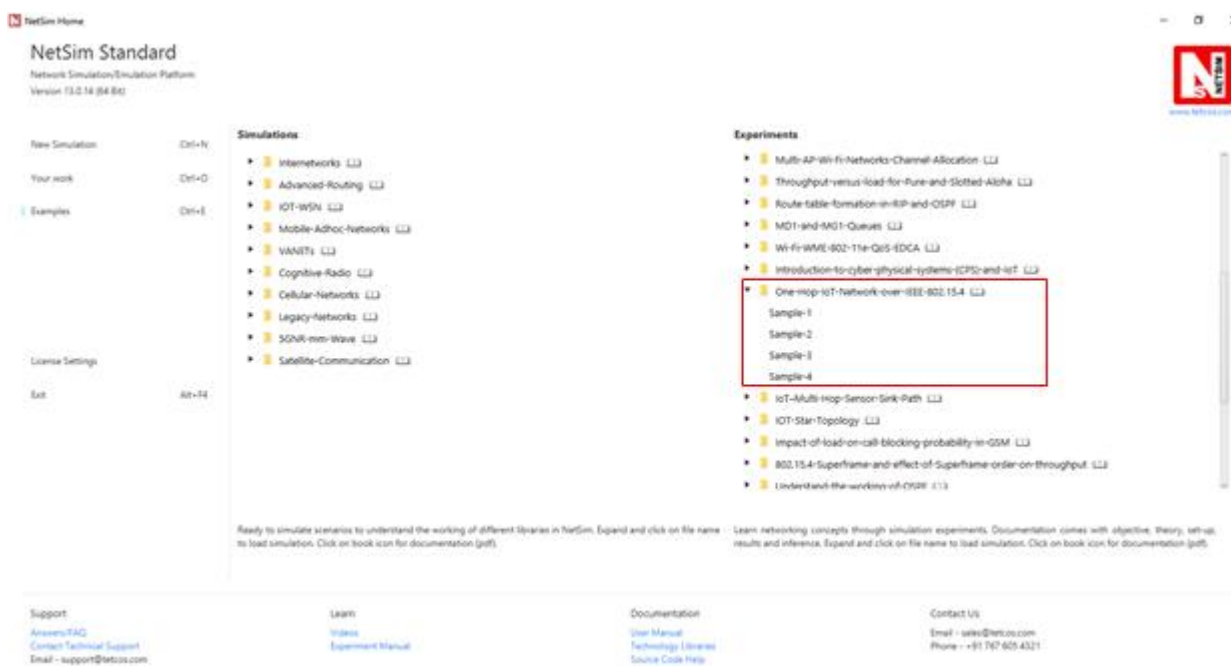 NetSim Home
NetSim Standard
Network Simulation/Emulation Platform
Version 13.0.14 (64 Bit)
NETSIM
www.tetcos.com
New Simulation Ctrl+N
Your work Ctrl+O
Examples Ctrl+E
License Settings
Exit Alt+F4
Simulations
Internetworks
Advanced-Routing
IOT-WSN
Mobile-Adhoc-Networks
VANETs
Cognitive-Radio
Cellular-Networks
Legacy-Networks
5GNR-mm-Wave
Satellite-Communication
Ready to simulate scenarios to understand the working of different libraries in NetSim. Expand and click on file name
to load simulation. Click on book icon for documentation (pdf).
Experiments
Multi-AP-Wi-Fi-Networks-Channel-Allocation
Throughput-versus-load-for-Pure-and-Slotted-Aloha
Route-table-formation-in-RIP-and-OSPF
MD1-and-MG1-Queues
Wi-Fi-WME-802-11e-QoS-EDCA
Introduction-to-cyber-physical-systems-(CPS)-and-IoT
One-Hop-IoT-Network-over-IEEE-802.15.4
Sample-1
Sample-2
Sample-3
Sample-4
IoT-Multi-Hop-Sensor-Sink-Path
IOT-Star-Topology
Impact-of-load-on-call-blocking-probability-in-GSM
802.15.4-Superframe-and-effect-of-Superframe-order-on-throughput
Understand-the-working-of-OSPF
Learn networking concepts through simulation experiments. Documentation comes with objective, theory, set-up,
results and inference. Expand and click on file name to load simulation. Click on book icon for documentation (pdf).
Support
Answers/FAQ
Contact Technical Support
Email - support@tetcos.com
Learn
Videos
Experiment Manual
Documentation
User Manual
Technology Libraries
Source Code Help
Contact Us
Email - sales@tetcos.com
Phone - +91 767 605 4321